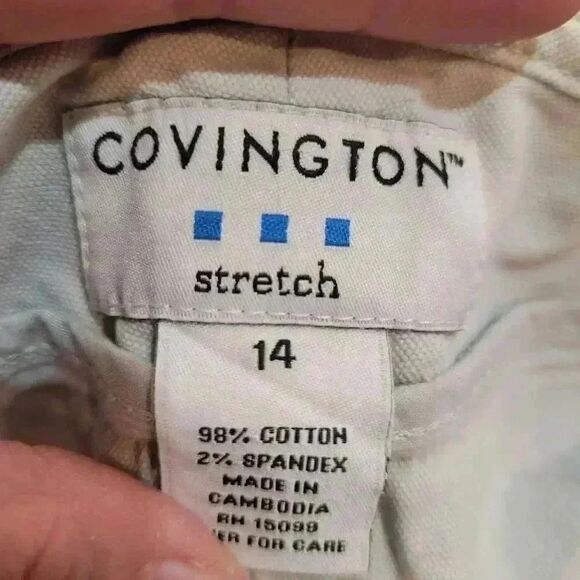 COVINGTON™
stretch
14
98% COTTON
2% SPANDEX
MADE IN
CAMBODIA
RN 15099
FOR CARE